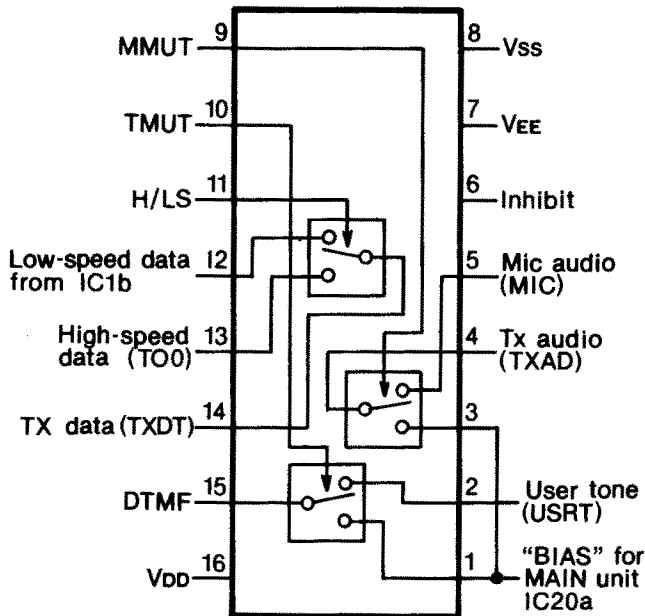 MMUT 9
8 Vss
TMUT 10
7 VEE
H/LS 11
6 Inhibit
Low-speed data
from IC1b
12
5 Mic audio
(MIC)
High-speed
data (TO0)
13
4 Tx audio
(TXAD)
TX data (TXDT) 14
3
DTMF 15
2 User tone
(USRT)
VDD 16
1 "BIAS" for
MAIN unit
IC20a